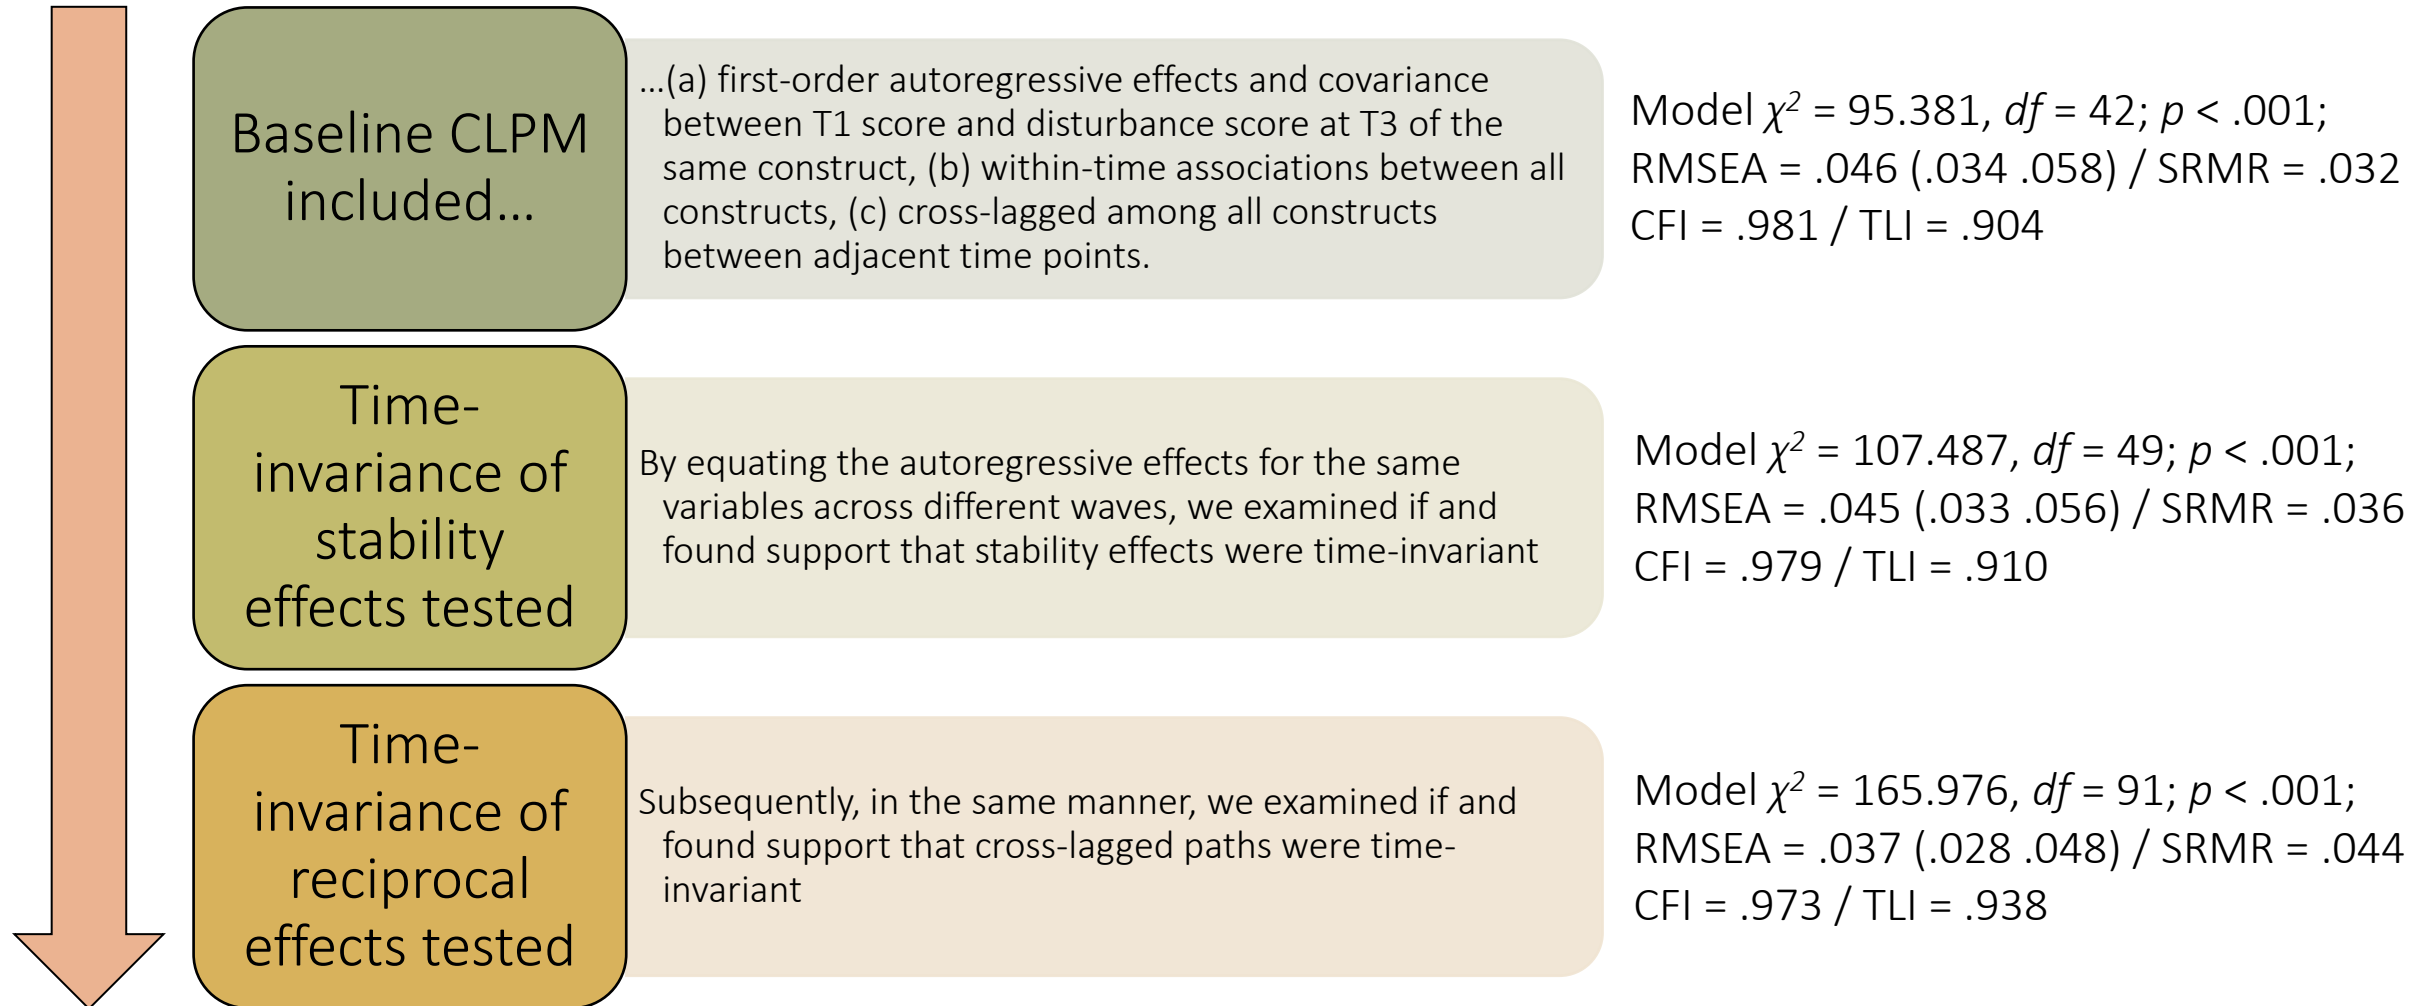 Baseline CLPM
included…
…(a) first-order autoregressive effects and covariance
between T1 score and disturbance score at T3 of the
same construct, (b) within-time associations between all
constructs, (c) cross-lagged among all constructs
between adjacent time points.
Model χ² = 95.381, df = 42; p < .001;
RMSEA = .046 (.034 .058) / SRMR = .032
CFI = .981 / TLI = .904
Time-
invariance of
stability
effects tested
By equating the autoregressive effects for the same
variables across different waves, we examined if and
found support that stability effects were time-invariant
Model χ² = 107.487, df = 49; p < .001;
RMSEA = .045 (.033 .056) / SRMR = .036
CFI = .979 / TLI = .910
Time-
invariance of
reciprocal
effects tested
Subsequently, in the same manner, we examined if and
found support that cross-lagged paths were time-
invariant
Model χ² = 165.976, df = 91; p < .001;
RMSEA = .037 (.028 .048) / SRMR = .044
CFI = .973 / TLI = .938